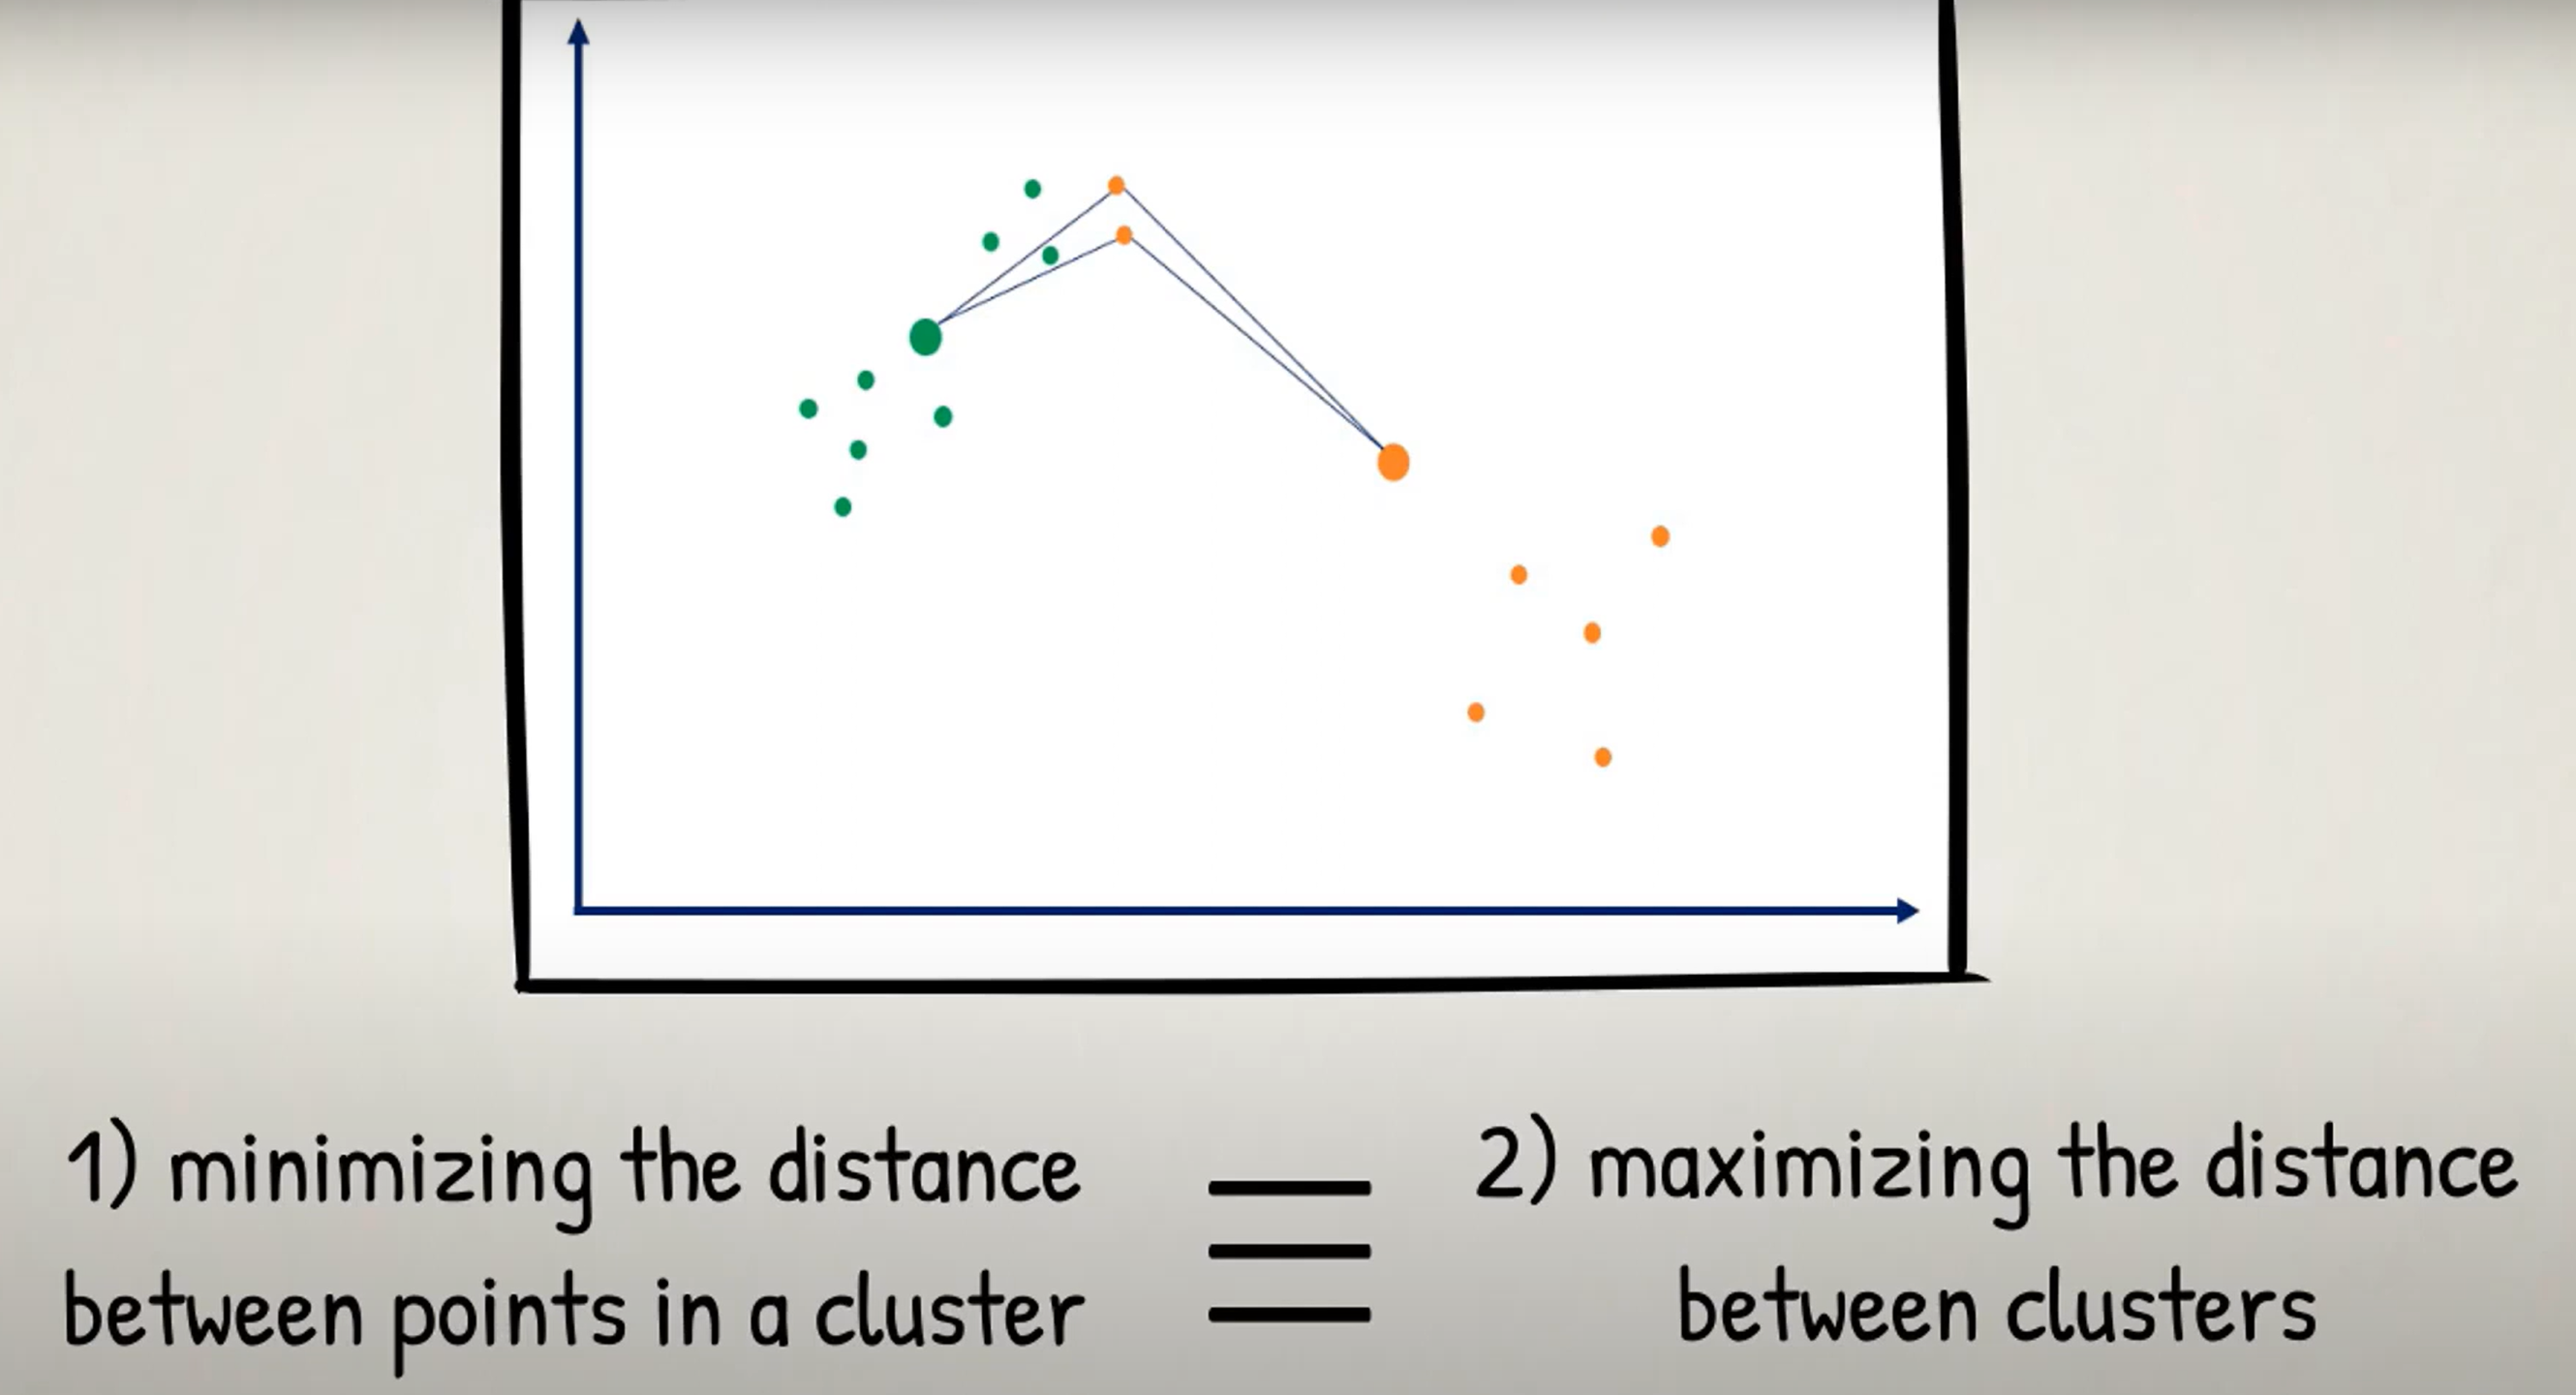 1) minimizing the distance
between points in a cluster
≡
2) maximizing the distance
between clusters